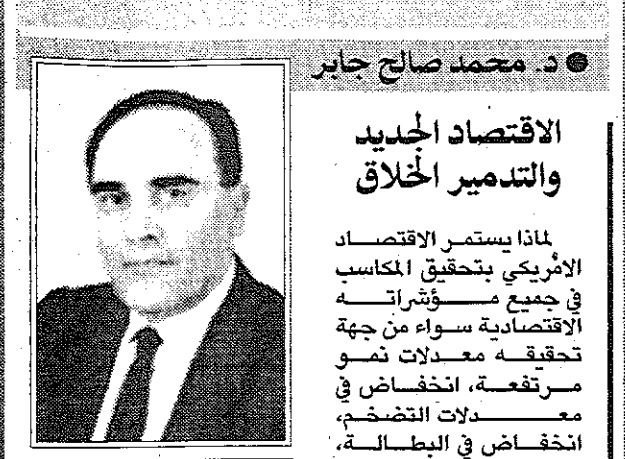 ● د. محمد صالح جابر
الاقتصاد الجديد
والتدمير الخلاق
لماذا يستمر الاقتصاد
الامريكي بتحقيق المكاسب
في جميع مؤشراته
الاقتصادية سواء من جهة
تحقيقه معدلات نمو
مرتفعة، انخفاض في
معدلات التضخم،
انخفاض في البطالة،